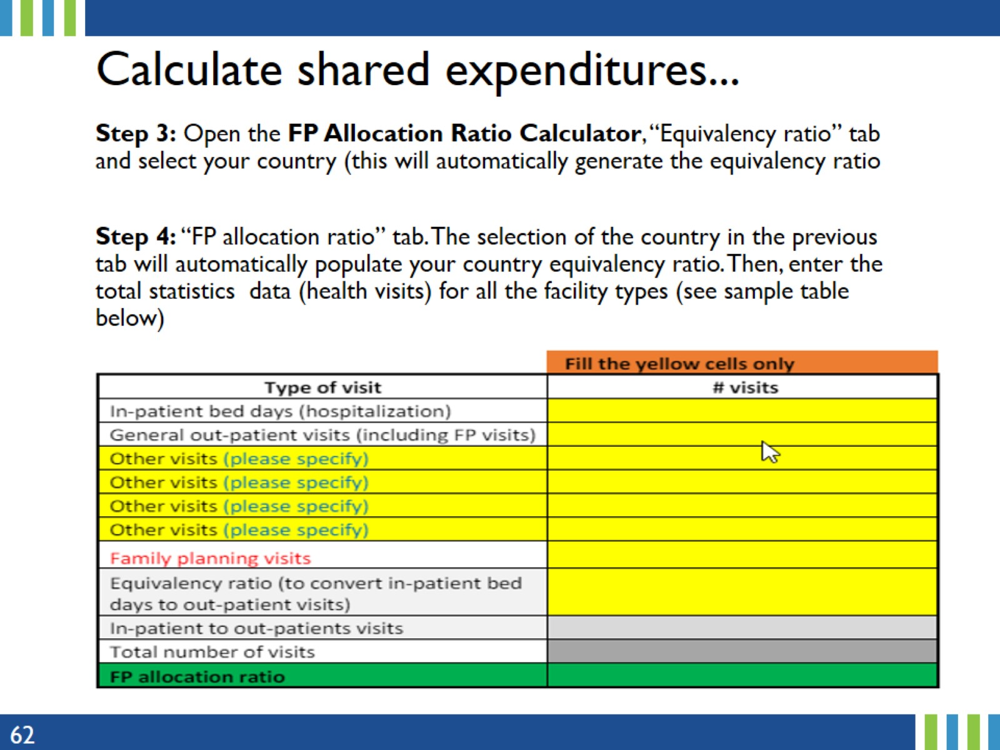 Calculate shared expenditures...
Step 3: Open the FP Allocation Ratio Calculator, “Equivalency ratio” tab
and select your country (this will automatically generate the equivalency ratio
Step 4: “FP allocation ratio” tab. The selection of the country in the previous
tab will automatically populate your country equivalency ratio. Then, enter the
total statistics data (health visits) for all the facility types (see sample table
below)
Fill the yellow cells only
Type of visit # visits
In-patient bed days (hospitalization)
General out-patient visits (including FP visits)
Other visits (please specify)
Other visits (please specify)
Other visits (please specify)
Other visits (please specify)
Family planning visits
Equivalency ratio (to convert in-patient bed
days to out-patient visits)
In-patient to out-patients visits
Total number of visits
FP allocation ratio
62